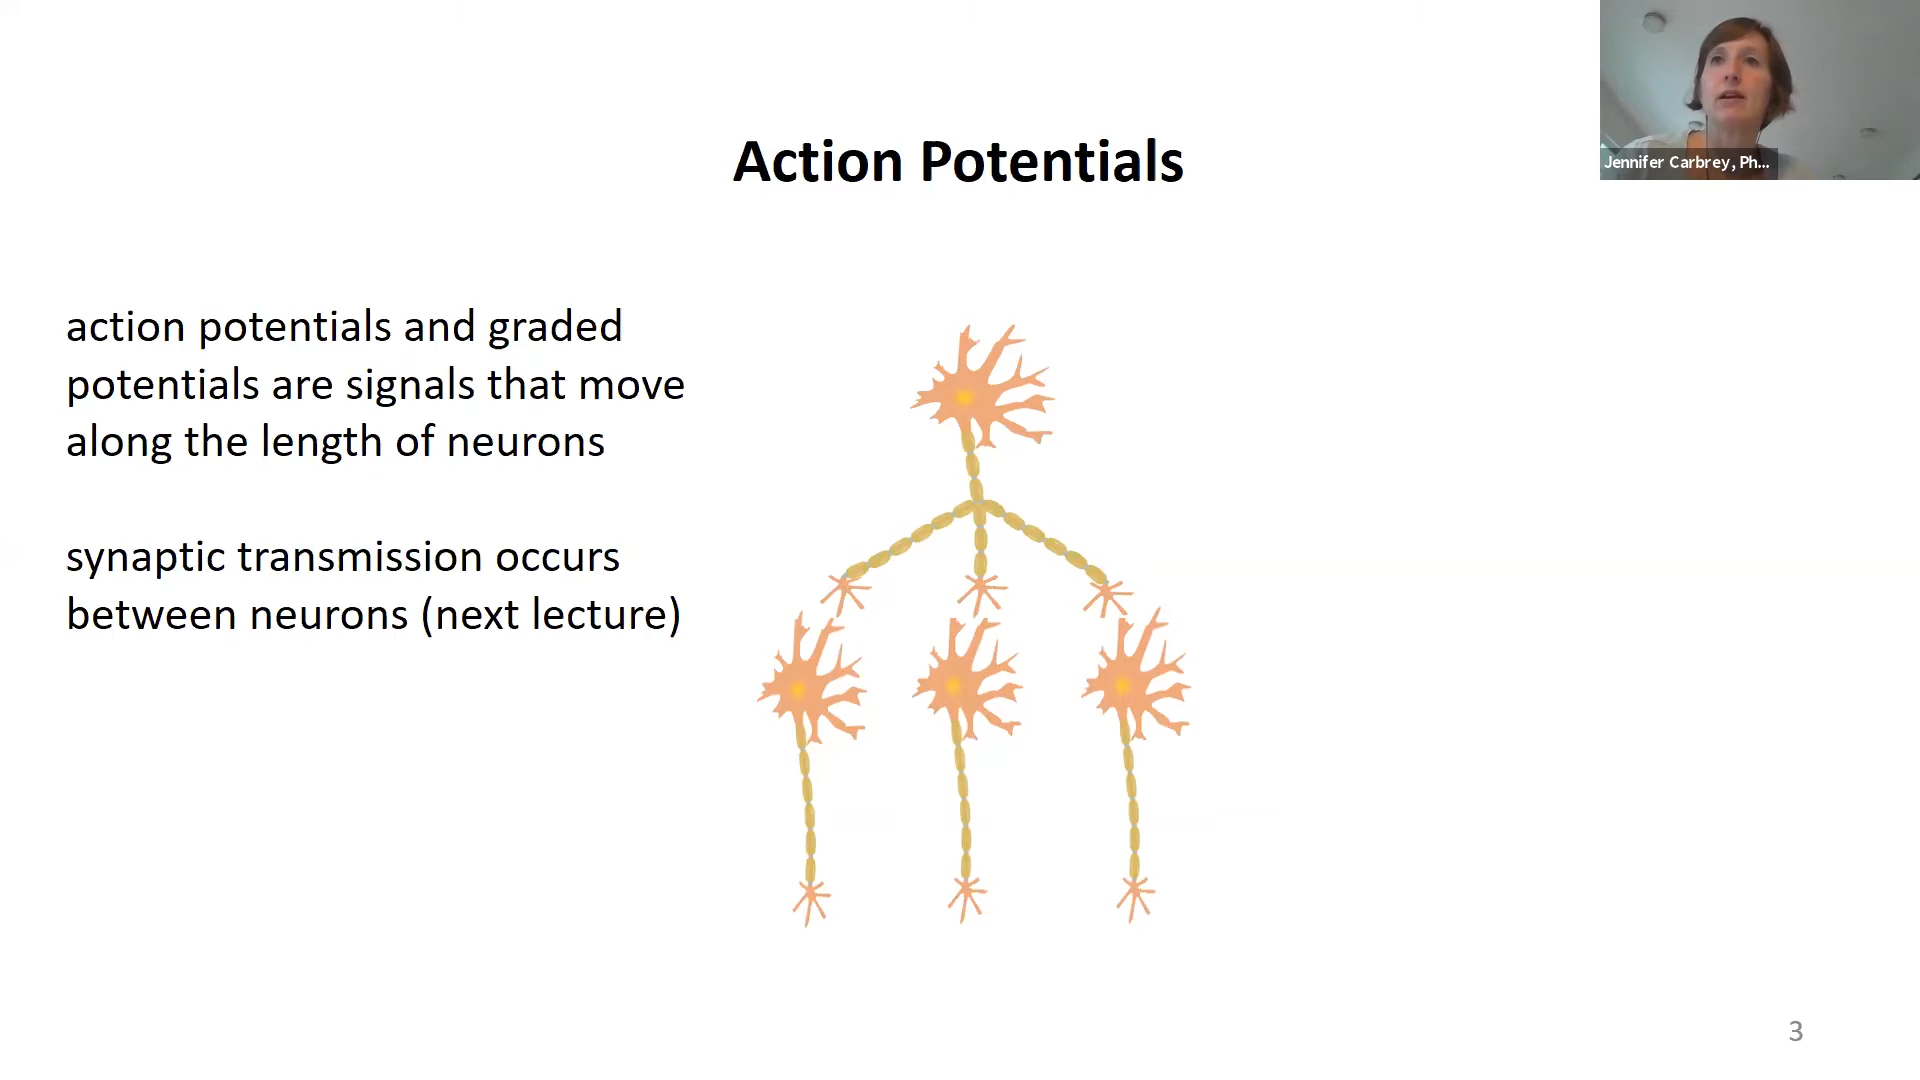 Jennifer Carbrey, Ph...
Action Potentials
action potentials and graded
potentials are signals that move
along the length of neurons
synaptic transmission occurs
between neurons (next lecture)
3